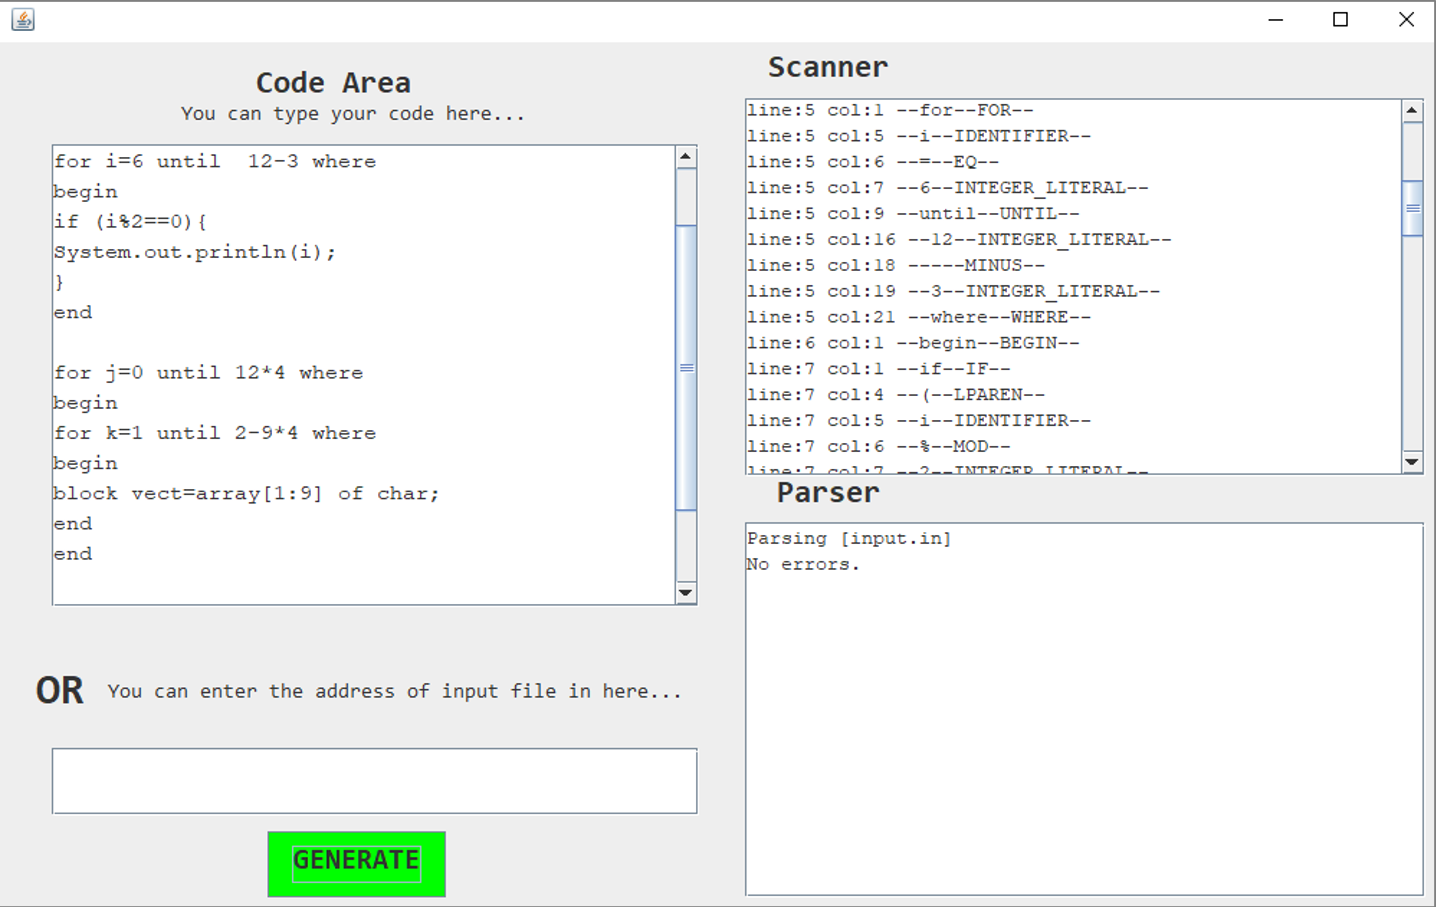 Code Area
You can type your code here...
for i=6 until  12-3 where
begin
if (i%2==0){
System.out.println(i);
}
end
for j=0 until 12*4 where
begin
for k=1 until 2-9*4 where
begin
block vect=array[1:9] of char;
end
end
OR You can enter the address of input file in here...
GENERATE
Scanner
line:5 col:1 --for--FOR--
line:5 col:5 --i--IDENTIFIER--
line:5 col:6 --=--EQ--
line:5 col:7 --6--INTEGER_LITERAL--
line:5 col:9 --until--UNTIL--
line:5 col:16 --12--INTEGER_LITERAL--
line:5 col:18 -----MINUS--
line:5 col:19 --3--INTEGER_LITERAL--
line:5 col:21 --where--WHERE--
line:6 col:1 --begin--BEGIN--
line:7 col:1 --if--IF--
line:7 col:4 --(--LPAREN--
line:7 col:5 --i--IDENTIFIER--
line:7 col:6 --%--MOD--
line:7 col:7 --2--INTEGER_LITERAL--
Parser
Parsing [input.in]
No errors.